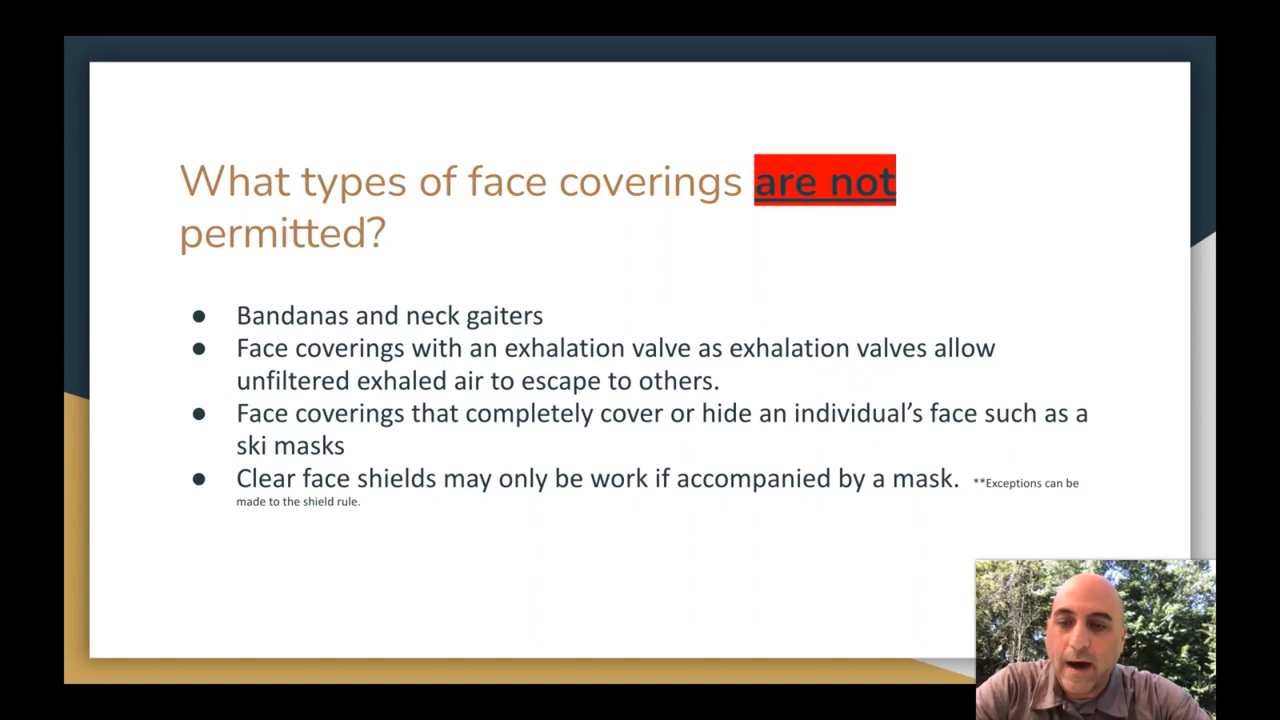 What types of face coverings are not
permitted?
● Bandanas and neck gaiters
● Face coverings with an exhalation valve as exhalation valves allow
unfiltered exhaled air to escape to others.
● Face coverings that completely cover or hide an individual’s face such as a
ski masks
● Clear face shields may only be work if accompanied by a mask. **Exceptions can be
made to the shield rule.